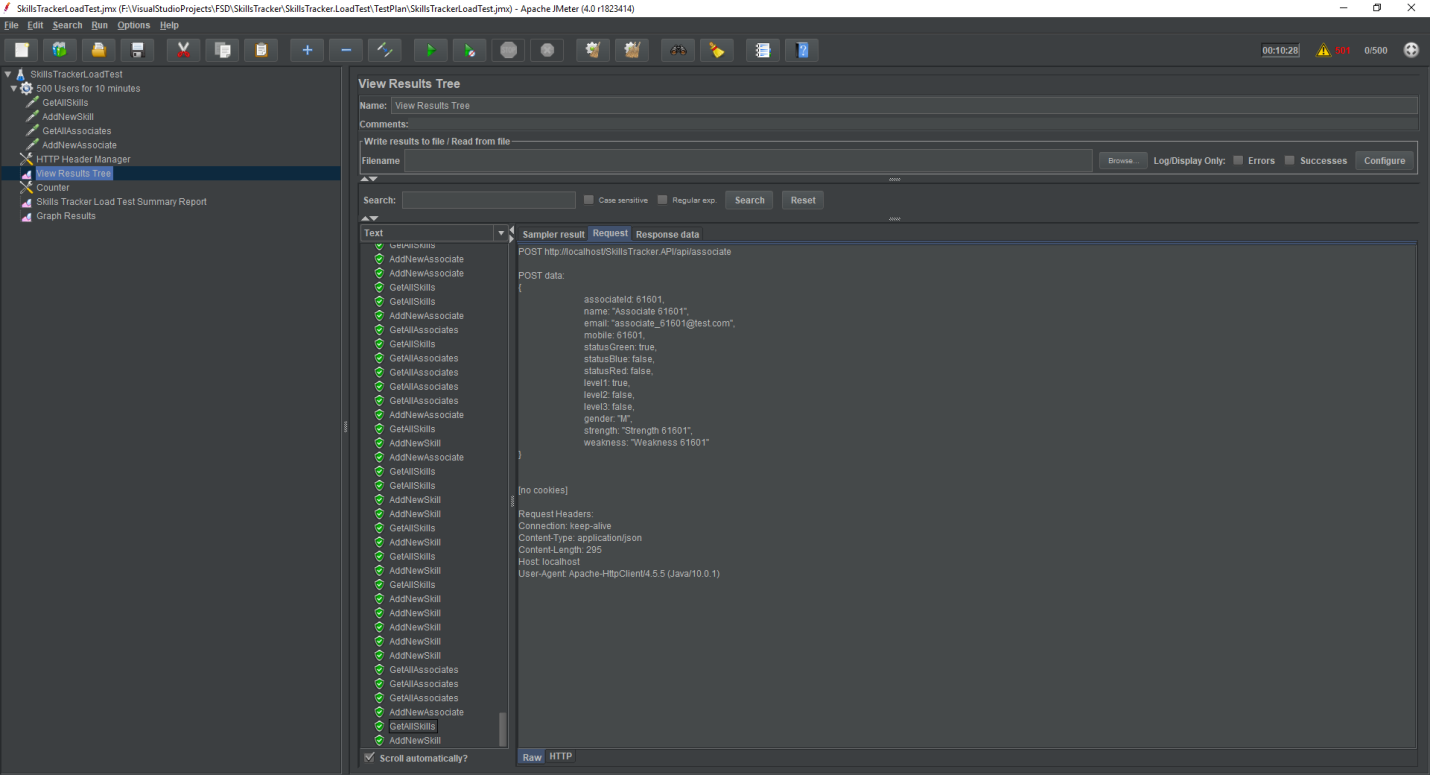 SkillsTrackerLoadTest.jmx (F:\VisualStudioProjects\FSD\SkillsTracker\SkillsTracker.LoadTest\TestPlan\SkillsTrackerLoadTest.jmx) - Apache JMeter (4.0 r1823414)
File Edit Search Run Options Help
00:10:28 601 0/500
SkillsTrackerLoadTest
500 Users for 10 minutes
GetAllSkills
AddNewSkill
GetAllAssociates
AddNewAssociate
HTTP Header Manager
View Results Tree
Counter
Skills Tracker Load Test Summary Report
Graph Results
View Results Tree
Name: View Results Tree
Comments:
Write results to file / Read from file
Filename Browse... Log/Display Only: Errors Successes Configure
Search: Case sensitive Regular exp. Search Reset
Text
GetAllSkills
AddNewAssociate
AddNewAssociate
GetAllSkills
GetAllSkills
AddNewAssociate
GetAllAssociates
GetAllSkills
GetAllAssociates
GetAllAssociates
GetAllAssociates
GetAllAssociates
AddNewAssociate
GetAllSkills
AddNewSkill
AddNewAssociate
GetAllSkills
GetAllSkills
AddNewSkill
AddNewSkill
GetAllSkills
AddNewSkill
GetAllSkills
AddNewSkill
GetAllSkills
AddNewSkill
AddNewSkill
AddNewSkill
AddNewSkill
AddNewSkill
GetAllAssociates
GetAllAssociates
GetAllAssociates
AddNewAssociate
GetAllSkills
AddNewSkill
Scroll automatically?
Sampler result Request Response data
POST http://localhost/SkillsTracker.API/api/associate
POST data:
{
associateId: 61601,
name: "Associate 61601",
email: "associate_61601@test.com",
mobile: 61601,
statusGreen: true,
statusBlue: false,
statusRed: false,
level1: true,
level2: false,
level3: false,
gender: "M",
strength: "Strength 61601",
weakness: "Weakness 61601"
}
[no cookies]
Request Headers:
Connection: keep-alive
Content-Type: application/json
Content-Length: 295
Host: localhost
User-Agent: Apache-HttpClient/4.5.5 (Java/10.0.1)
Raw HTTP